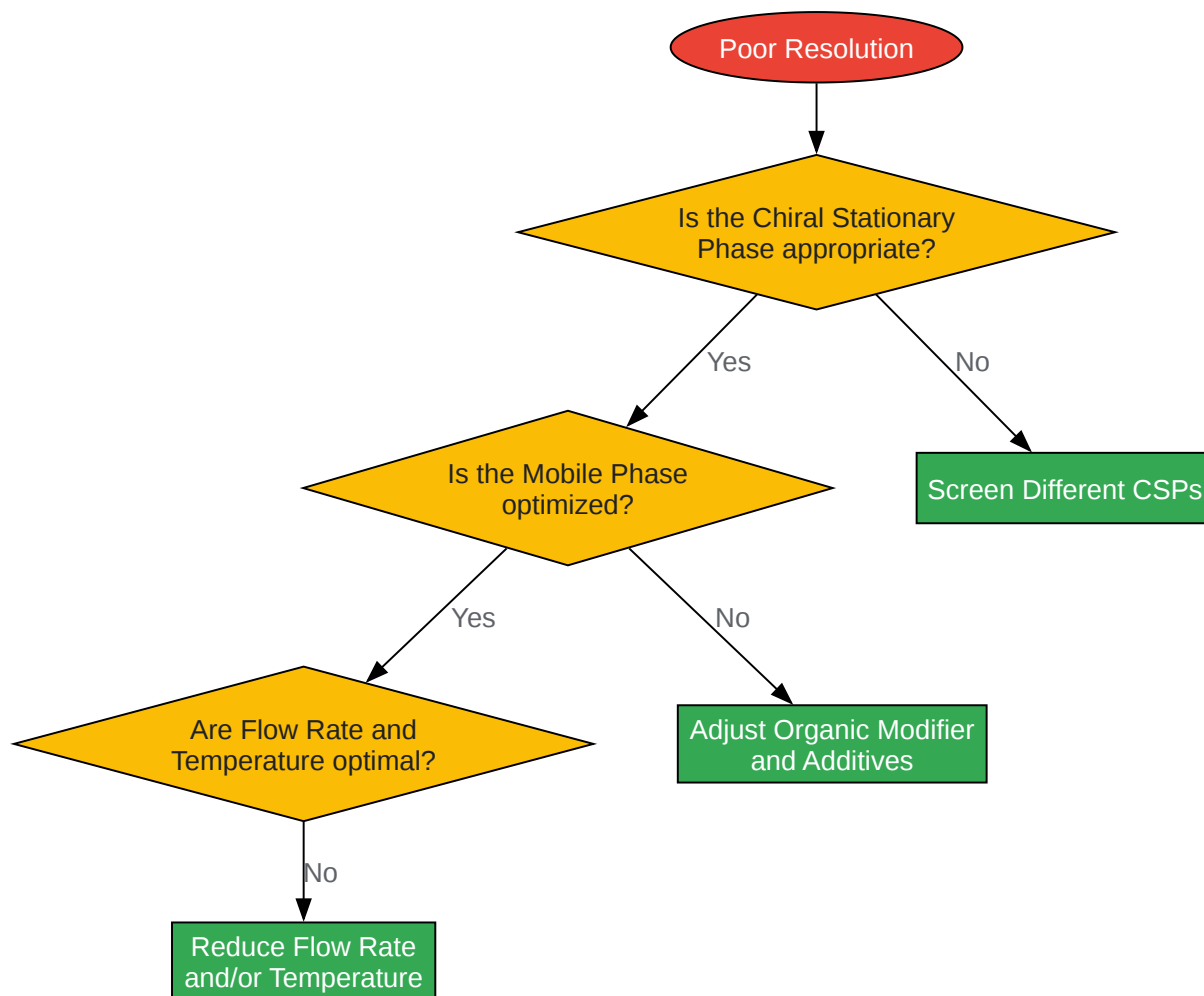 Poor Resolution
Is the Chiral Stationary
Phase appropriate?
Yes
No
Is the Mobile Phase
optimized?
Screen Different CSPs
Yes
No
Are Flow Rate and
Temperature optimal?
Adjust Organic Modifier
and Additives
No
Reduce Flow Rate
and/or Temperature